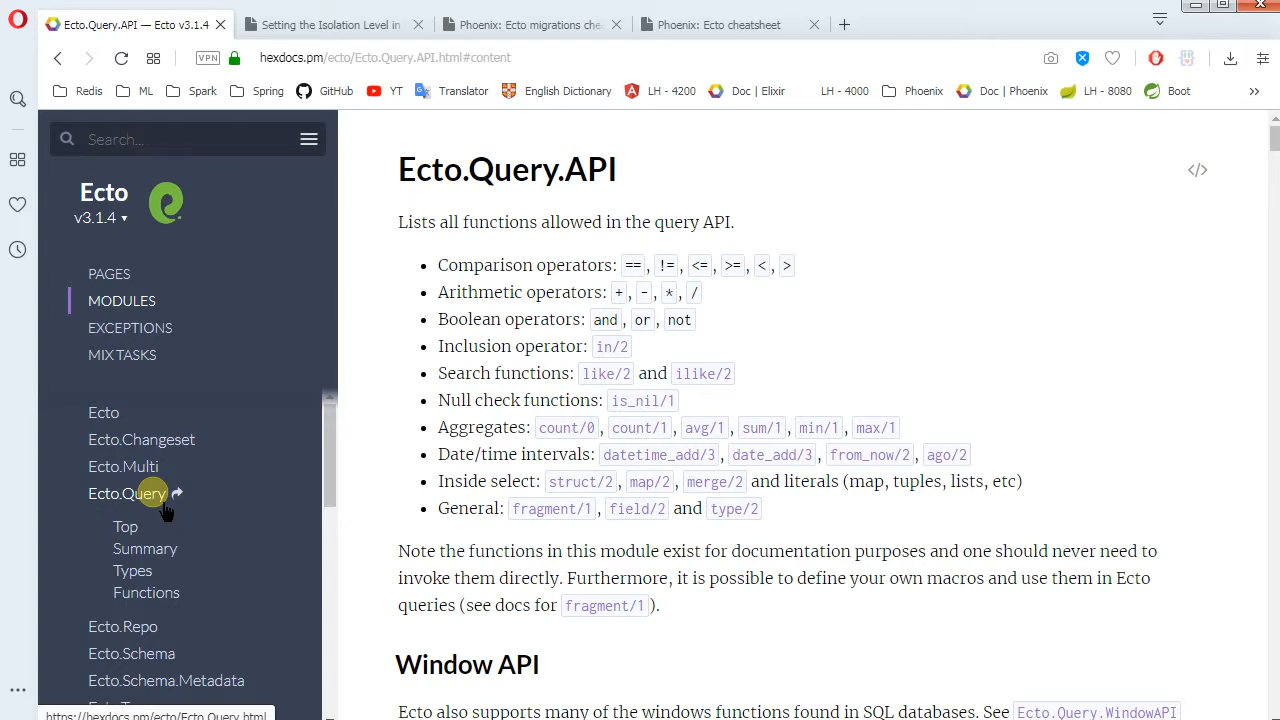 Ecto.Query.API — Ecto v3.1.4
Setting the Isolation Level in
Phoenix: Ecto migrations che
Phoenix: Ecto cheatsheet
VPN
hexdocs.pm/ecto/Ecto.Query.API.html#content
Redis
ML
Spark
Spring
GitHub
YT
Translator
English Dictionary
LH - 4200
Doc | Elixir
LH - 4000
Phoenix
Doc | Phoenix
LH - 8080
Boot
Search...
Ecto
v3.1.4
PAGES
MODULES
EXCEPTIONS
MIX TASKS
Ecto
Ecto.Changeset
Ecto.Multi
Ecto.Query
Top
Summary
Types
Functions
Ecto.Repo
Ecto.Schema
Ecto.Schema.Metadata
https://hexdocs.pm/ecto/Ecto.Query.html
Ecto.Query.API
</>
Lists all functions allowed in the query API.
• Comparison operators: ==, !=, <=, >=, <, >
• Arithmetic operators: +, -, *, /
• Boolean operators: and, or, not
• Inclusion operator: in/2
• Search functions: like/2 and ilike/2
• Null check functions: is_nil/1
• Aggregates: count/0, count/1, avg/1, sum/1, min/1, max/1
• Date/time intervals: datetime_add/3, date_add/3, from_now/2, ago/2
• Inside select: struct/2, map/2, merge/2 and literals (map, tuples, lists, etc)
• General: fragment/1, field/2 and type/2
Note the functions in this module exist for documentation purposes and one should never need to
invoke them directly. Furthermore, it is possible to define your own macros and use them in Ecto
queries (see docs for fragment/1).
Window API
Ecto also supports many of the windows functions found in SQL databases. See Ecto.Query.WindowAPI